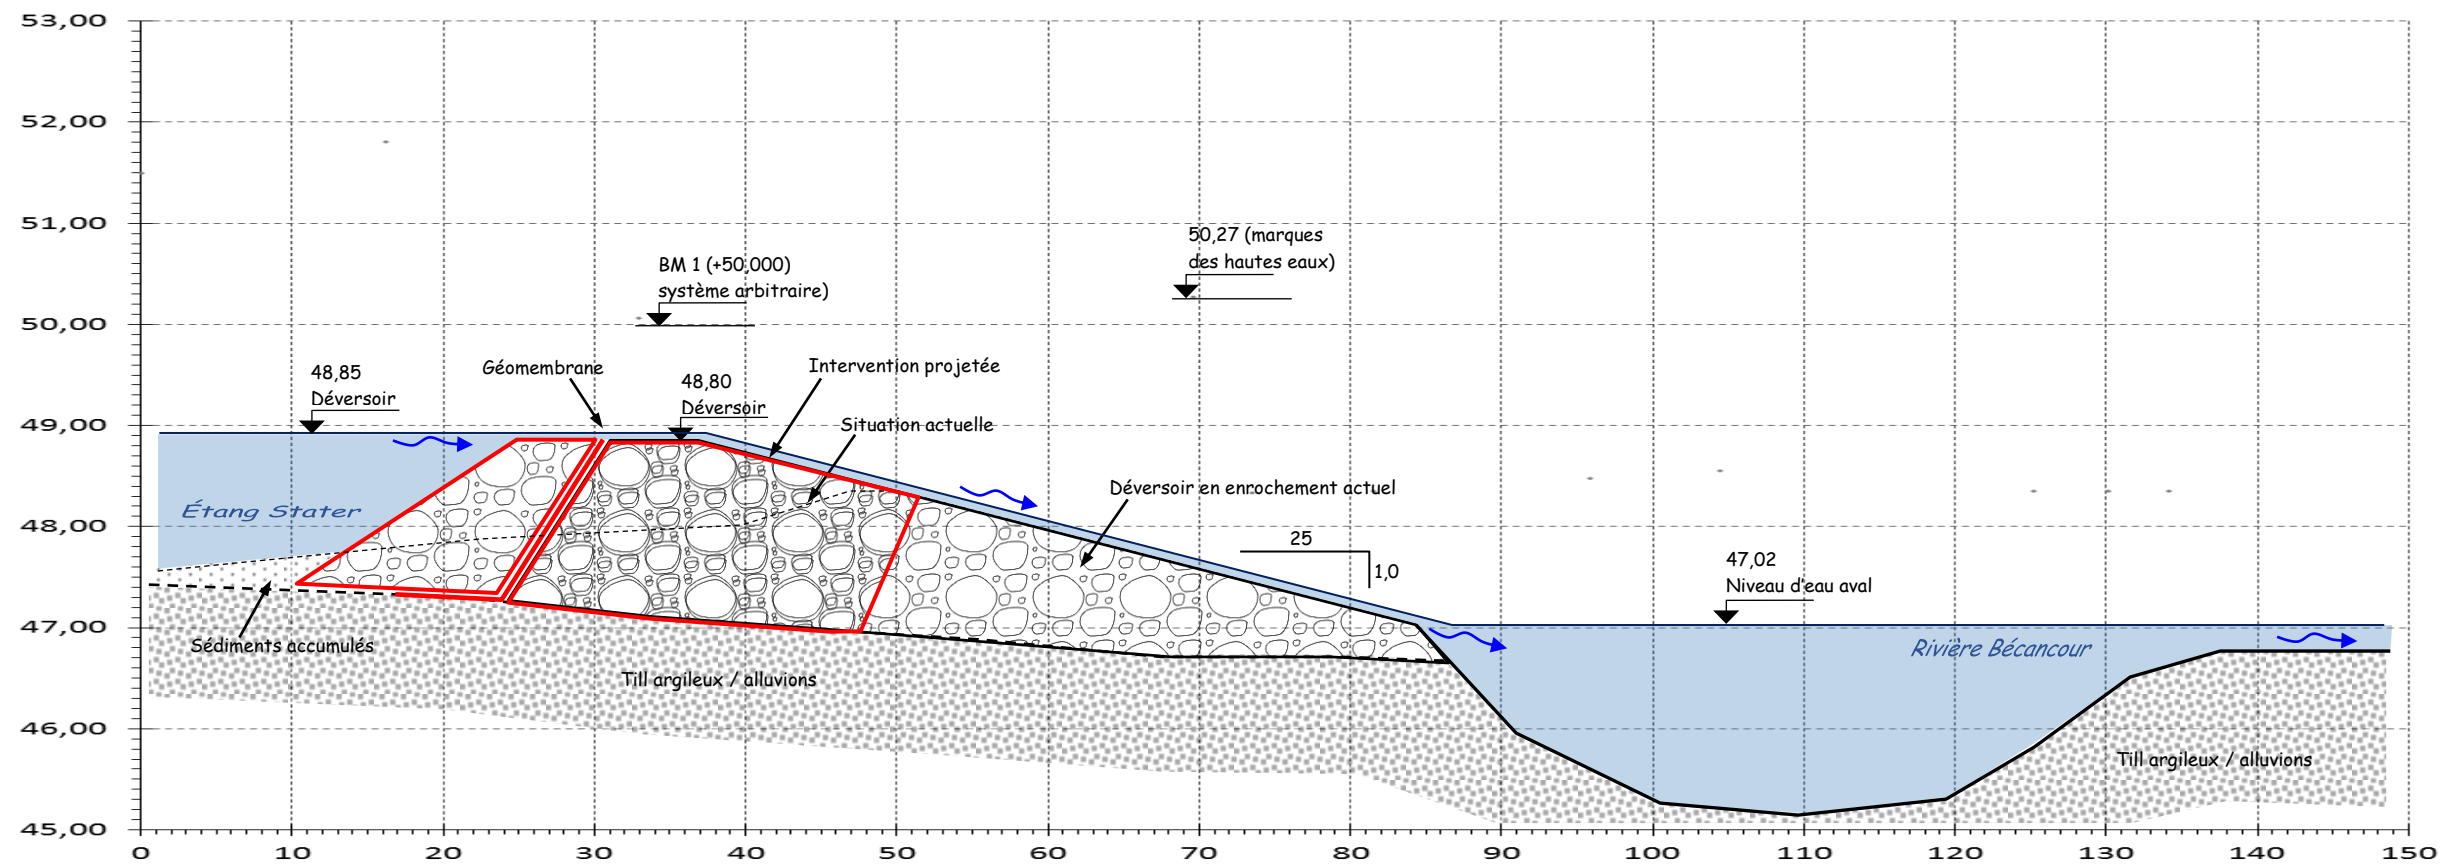 53,00
52,00
51,00
50,27 (marques
des hautes eaux)
BM 1 (+50,000)
système arbitraire)
50,00
Géomembrane
Intervention projetée
48,85
Déversoir
48,80
Déversoir
Situation actuelle
49,00
Déversoir en enrochement actuel
Étang Stater
48,00
25
1,0
47,02
Niveau d'eau aval
47,00
Sédiments accumulés
Rivière Bécancour
Till argileux / alluvions
46,00
Till argileux / alluvions
45,00
0 10 20 30 40 50 60 70 80 90 100 110 120 130 140 150